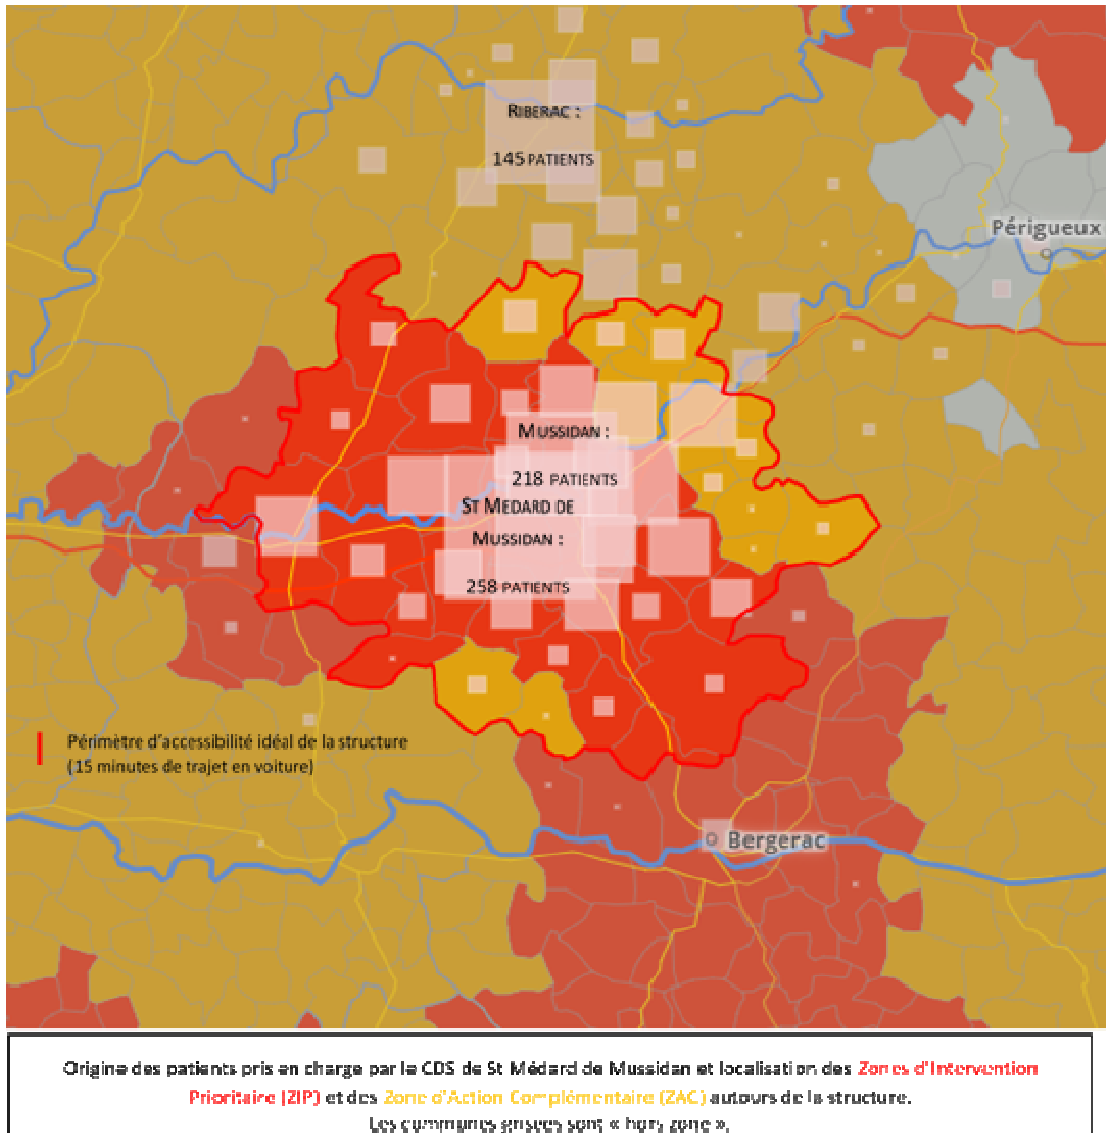 RIBERAC :
145 PATIENTS
Périgueux
MUSSIDAN :
218 PATIENTS
ST MEDARD DE
MUSSIDAN :
258 PATIENTS
Périmètre d'accessibilité idéal de la structure
(15 minutes de trajet en voiture)
Bergerac
Origine des patients pris en charge par le CDS de St Médard de Mussidan et localisation des Zones d'Intervention
Prioritaire (ZIP) et des Zone d'Action Complémentaire (ZAC) autours de la structure.
Les communes grisées sont « hors zone ».